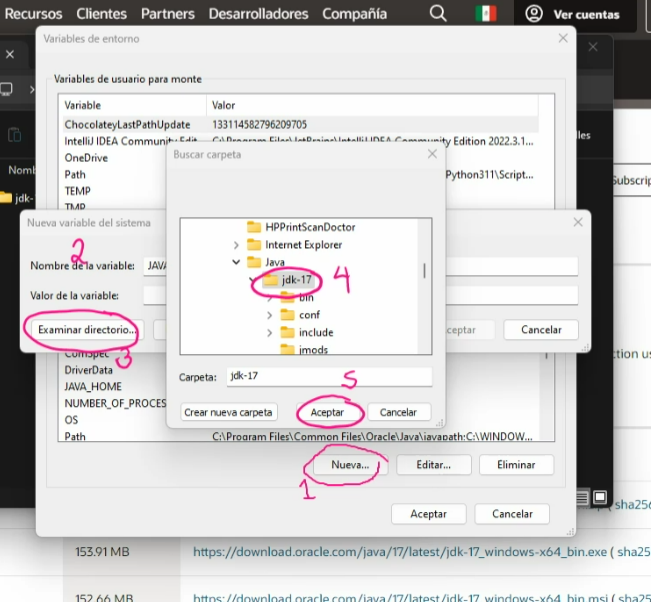 Recursos Clientes Partners Desarrolladores Compañía Ver cuentas
Variables de entorno
Variables de usuario para monte
Variable Valor
ChocolateyLastPathUpdate 133114582796209705
IntelliJ IDEA Community Edit... C:\Program Files\JetBrains\IntelliJ IDEA Community Edition 2022.3.1...
OneDrive
Path Python311\Script...
TEMP
TMP
Buscar carpeta
HPPrintScanDoctor
Internet Explorer
Java
jdk-17
bin
conf
include
jmods
Carpeta: jdk-17
Crear nueva carpeta Aceptar Cancelar
Nueva variable del sistema
Nombre de la variable: JAVA
Valor de la variable:
Examinar directorio... ceptar Cancelar
2
3
4
5
1
ComSpec
DriverData
JAVA_HOME
NUMBER_OF_PROCES
OS
Path C:\Program Files\Common Files\Oracle\Java\javapath;C:\WINDOW...
Nueva... Editar... Eliminar
Aceptar Cancelar
Nomb
jdk-
les
Subscrip
tion us
( sha256
153.91 MB https://download.oracle.com/java/17/latest/jdk-17_windows-x64_bin.exe ( sha25
152.66 MB https://download.oracle.com/java/17/latest/jdk-17_windows-x64_bin.msi ( sha25